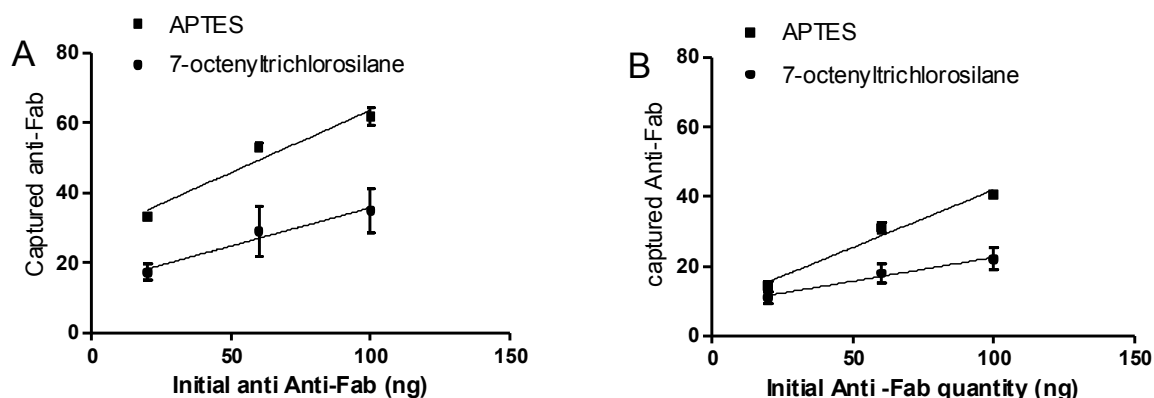 A
APTES
7-octenyltrichlorosilane
Captured anti-Fab
80
60
40
20
0
0 50 100 150
Initial anti Anti-Fab (ng)
B
APTES
7-octenyltrichlorosilane
captured Anti-Fab
80
60
40
20
0
0 50 100 150
Initial Anti -Fab quantity (ng)